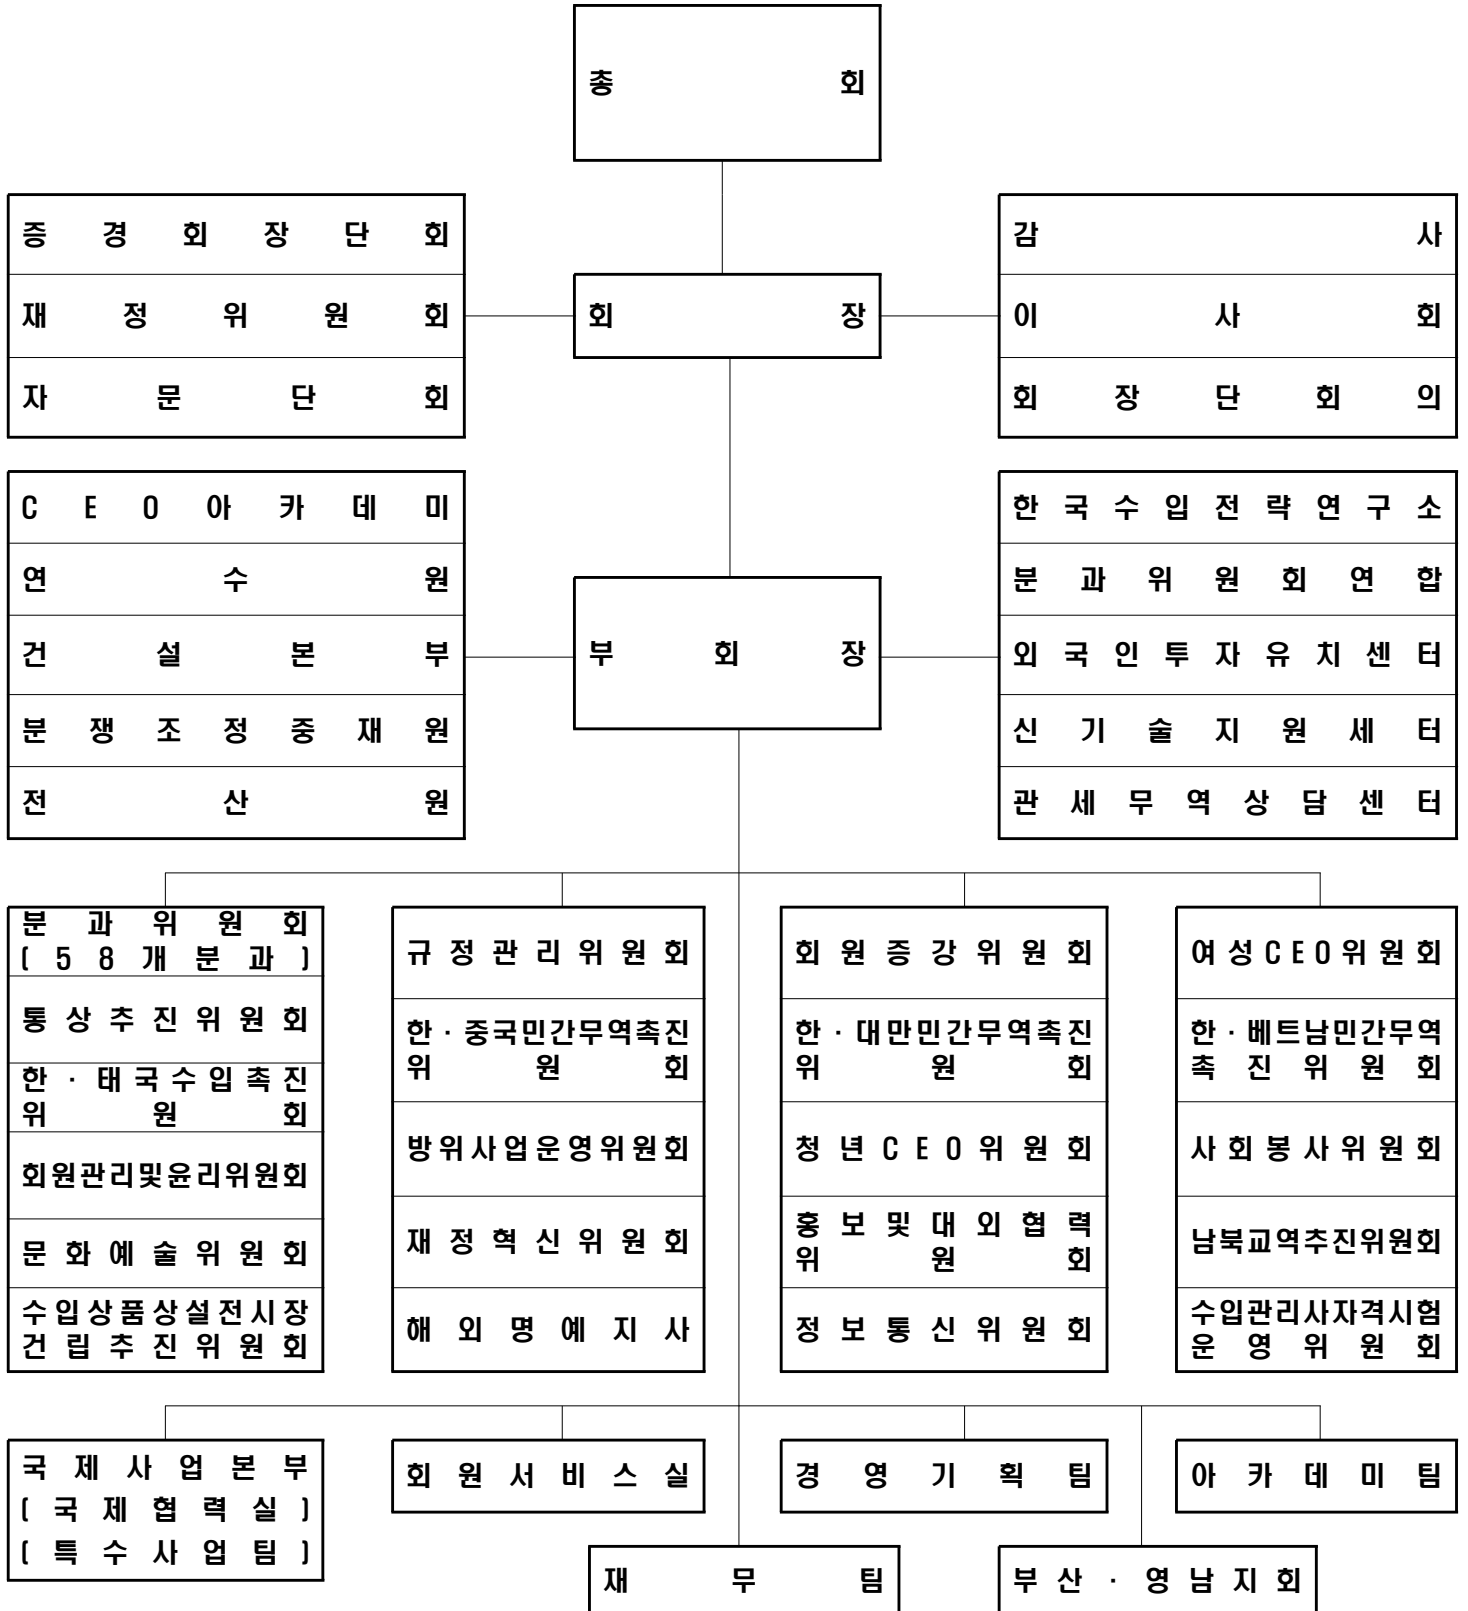 총회
증경회장단회
재정위원회
자문단회
회장
감사
이사회
회장단회의
CEO아카데미
연수원
건설본부
분쟁조정중재원
전산원
부회장
한국수입전략연구소
분과위원회연합
외국인투자유치센터
신기술지원세터
관세무역상담센터
분과위원회
(58개분과)
통상추진위원회
한·태국수입촉진
위원회
회원관리및윤리위원회
문화예술위원회
수입상품상설전시장
건립추진위원회
규정관리위원회
한·중국민간무역촉진
위원회
방위사업운영위원회
재정혁신위원회
해외명예지사
회원증강위원회
한·대만민간무역촉진
위원회
청년CEO위원회
홍보및대외협력
위원회
정보통신위원회
여성CEO위원회
한·베트남민간무역
촉진위원회
사회봉사위원회
남북교역추진위원회
수입관리사자격시험
운영위원회
국제사업본부
(국제협력실)
(특수사업팀)
회원서비스실
경영기획팀
아카데미팀
재무팀
부산·영남지회